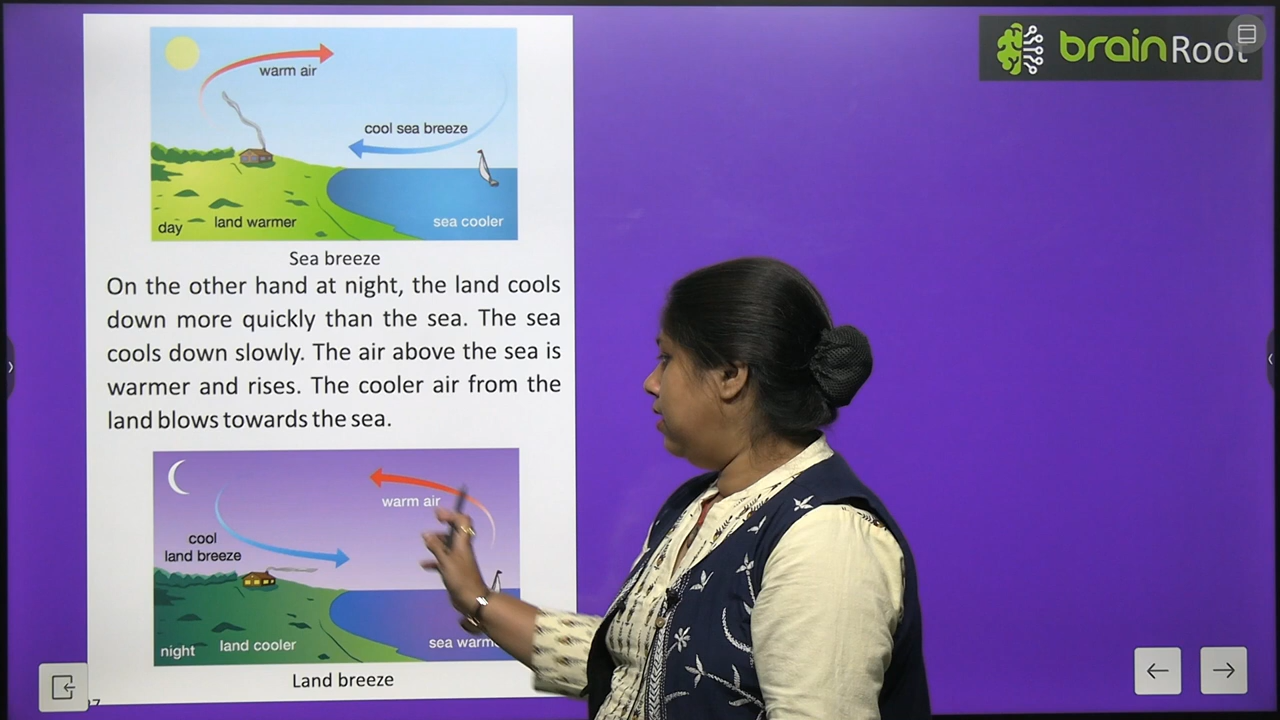 brainRoot
warm air
cool sea breeze
day
land warmer
sea cooler
Sea breeze
On the other hand at night, the land cools
down more quickly than the sea. The sea
cools down slowly. The air above the sea is
warmer and rises. The cooler air from the
land blows towards the sea.
warm air
cool
land breeze
night
land cooler
sea
Land breeze